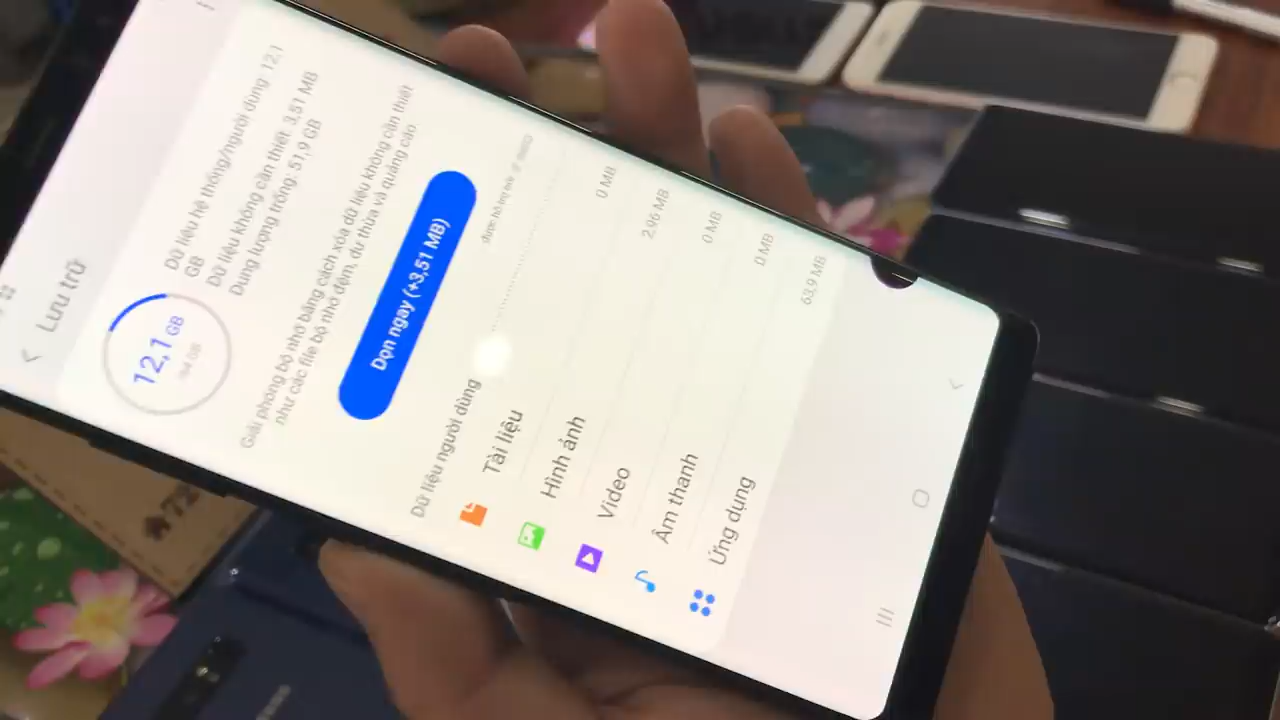 Lưu trữ
12,1 GB
Dữ liệu hệ thống/người dùng 12,1
GB
Dữ liệu không cần thiết 3,51 MB
Dung lượng trống: 51,9 GB
Giải phóng bộ nhớ bằng cách xóa dữ liệu không cần thiết
như các file bộ nhớ đệm, dư thừa và quảng cáo
Dọn ngay (+3,51 MB)
Dữ liệu người dùng
Tài liệu 0 MB
Hình ảnh 2,96 MB
Video 0 MB
Âm thanh 0 MB
Ứng dụng 63,9 MB